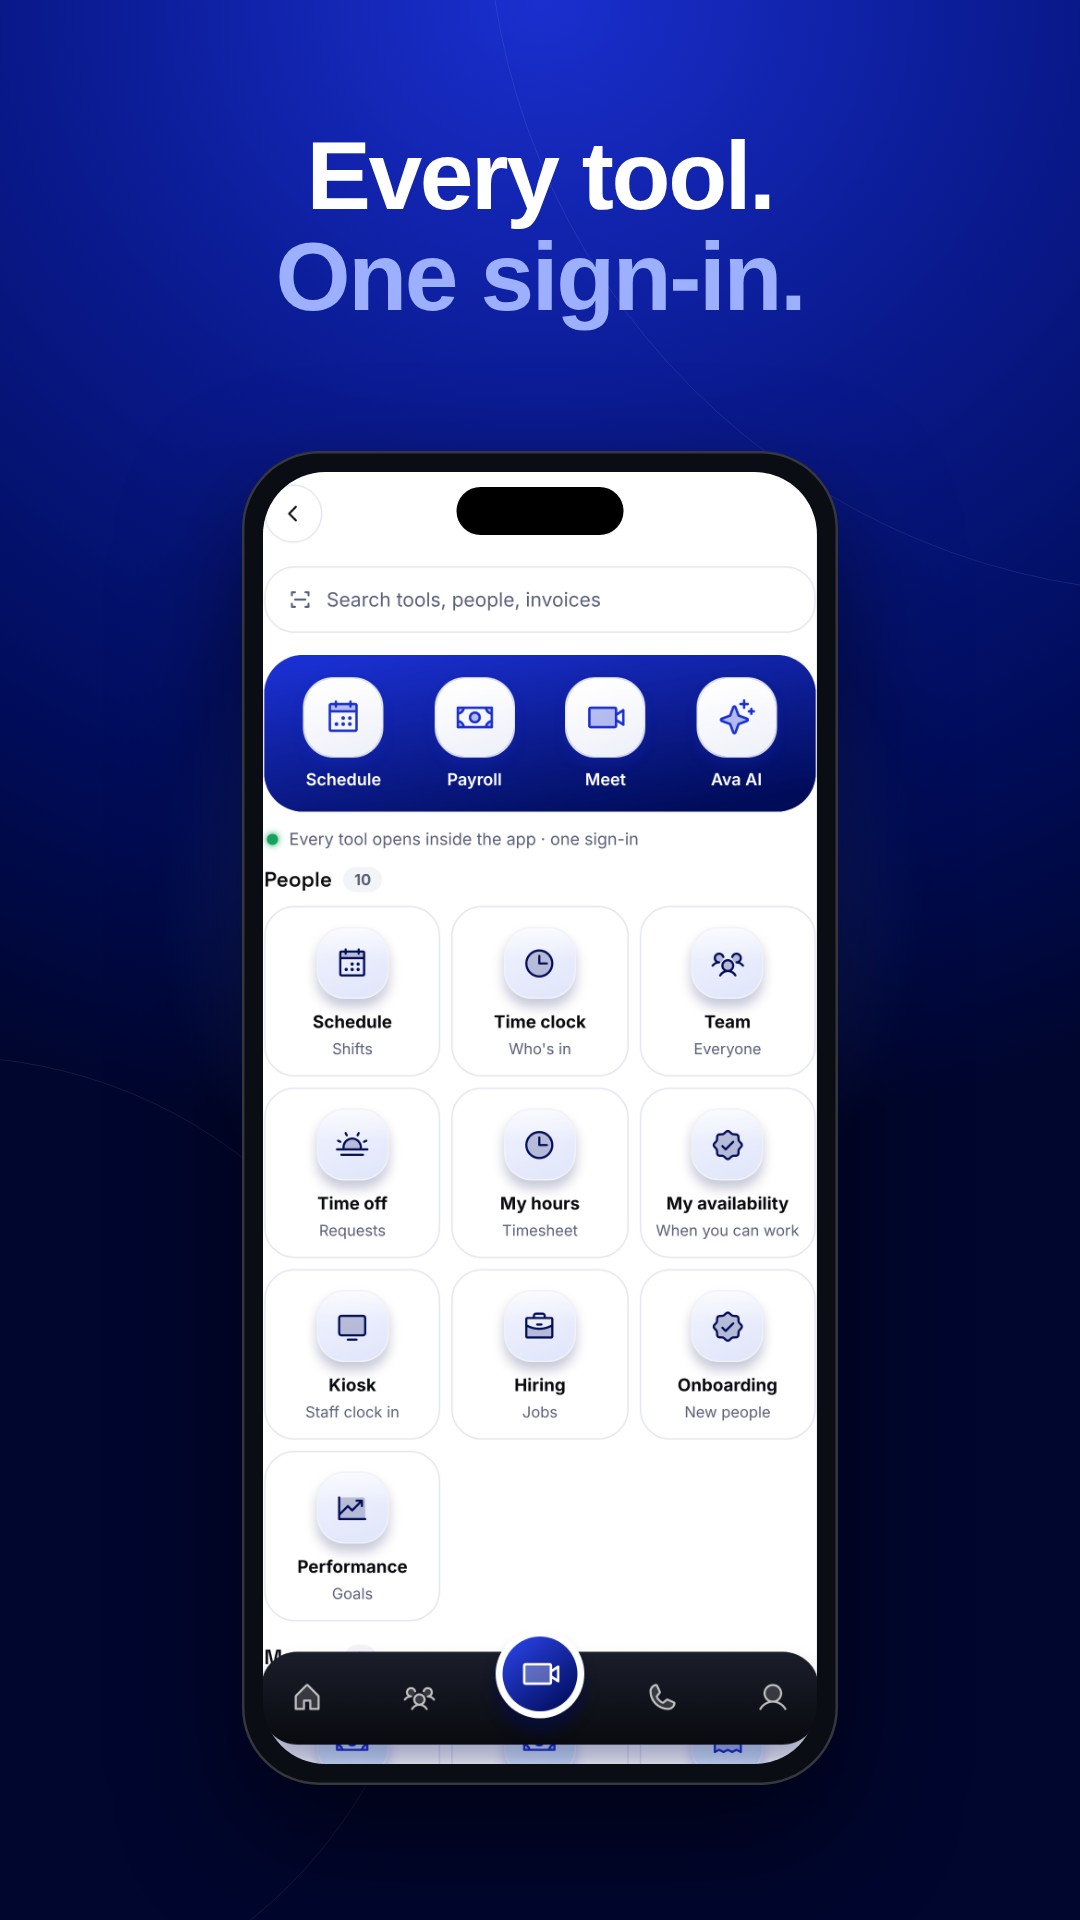 Every tool.
One sign-in.
Search tools, people, invoices
Schedule
Payroll
Meet
Ava AI
Every tool opens inside the app · one sign-in
People 10
Schedule
Shifts
Time clock
Who's in
Team
Everyone
Time off
Requests
My hours
Timesheet
My availability
When you can work
Kiosk
Staff clock in
Hiring
Jobs
Onboarding
New people
Performance
Goals